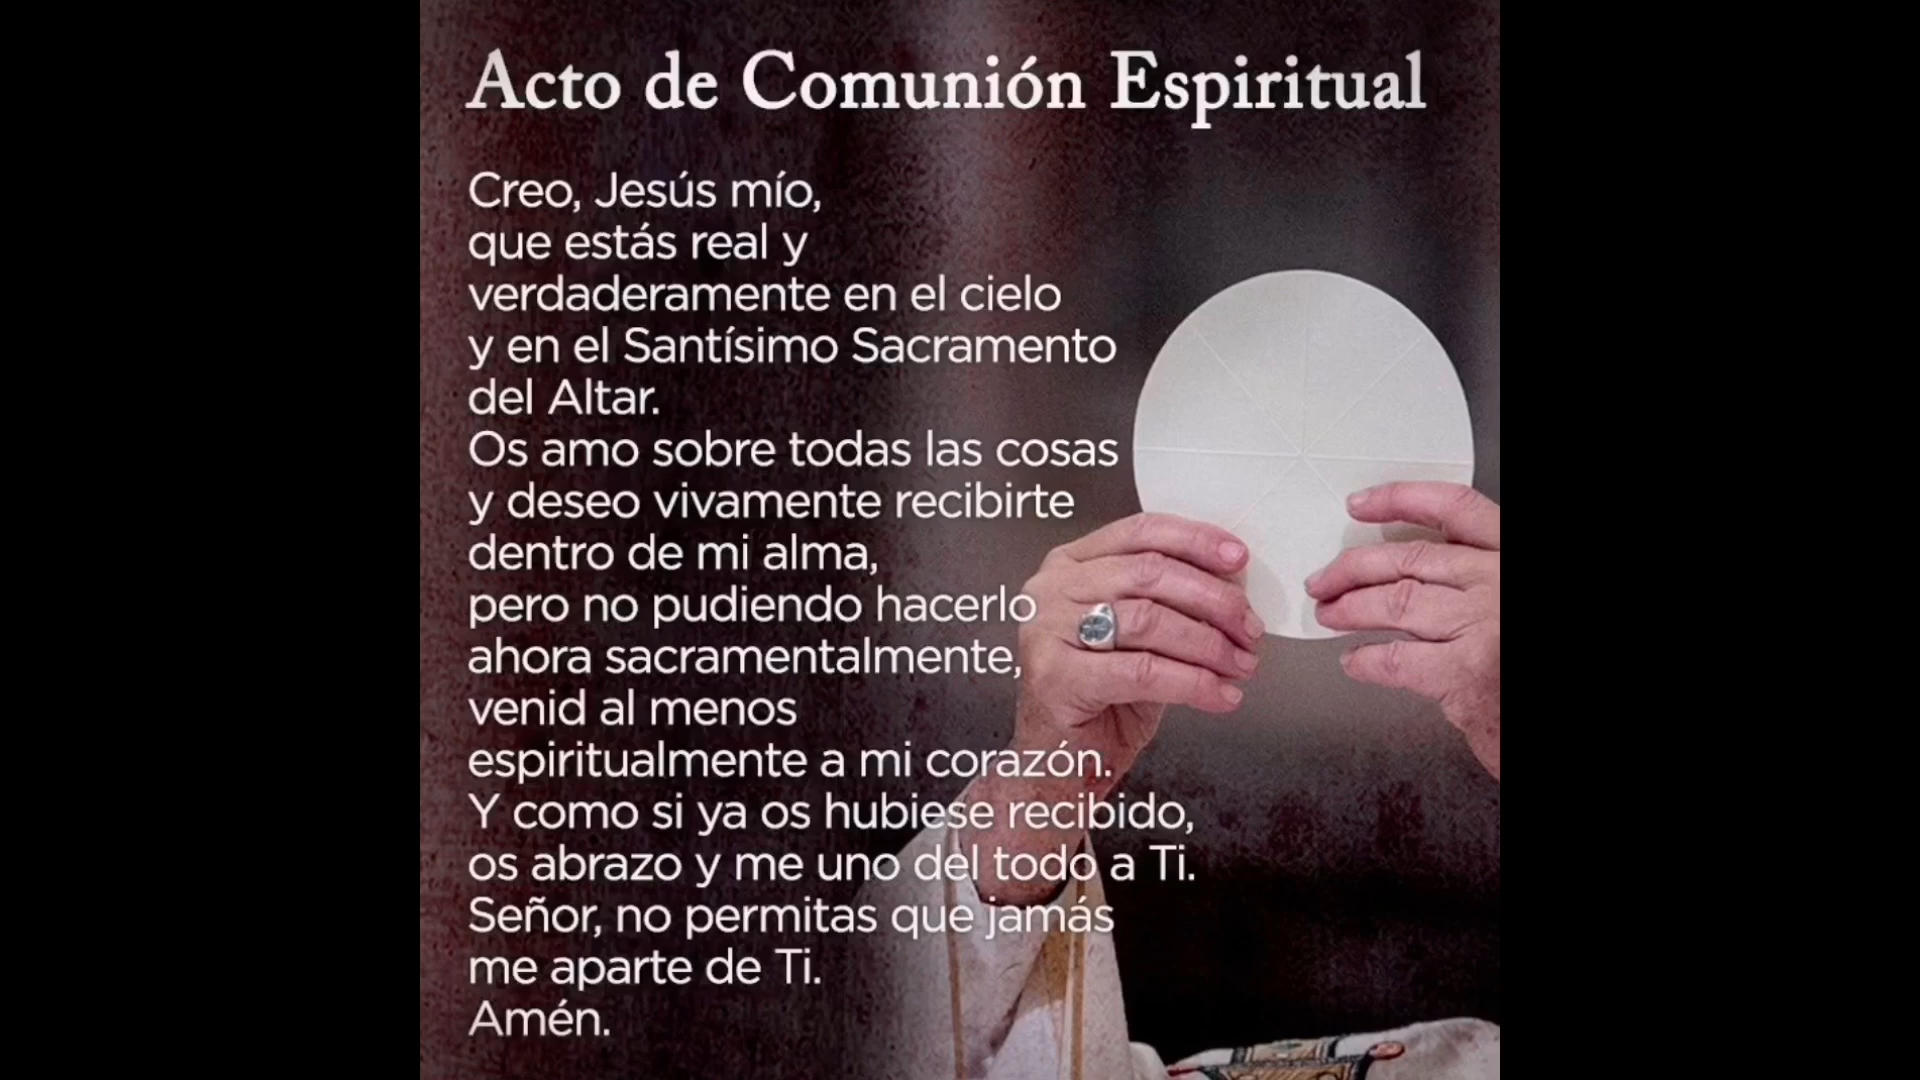 Acto de Comunión Espiritual
Creo, Jesús mío,
que estás real y
verdaderamente en el cielo
y en el Santísimo Sacramento
del Altar.
Os amo sobre todas las cosas
y deseo vivamente recibirte
dentro de mi alma,
pero no pudiendo hacerlo
ahora sacramentalmente,
venid al menos
espiritualmente a mi corazón.
Y como si ya os hubiese recibido,
os abrazo y me uno del todo a Ti.
Señor, no permitas que jamás
me aparte de Ti.
Amén.